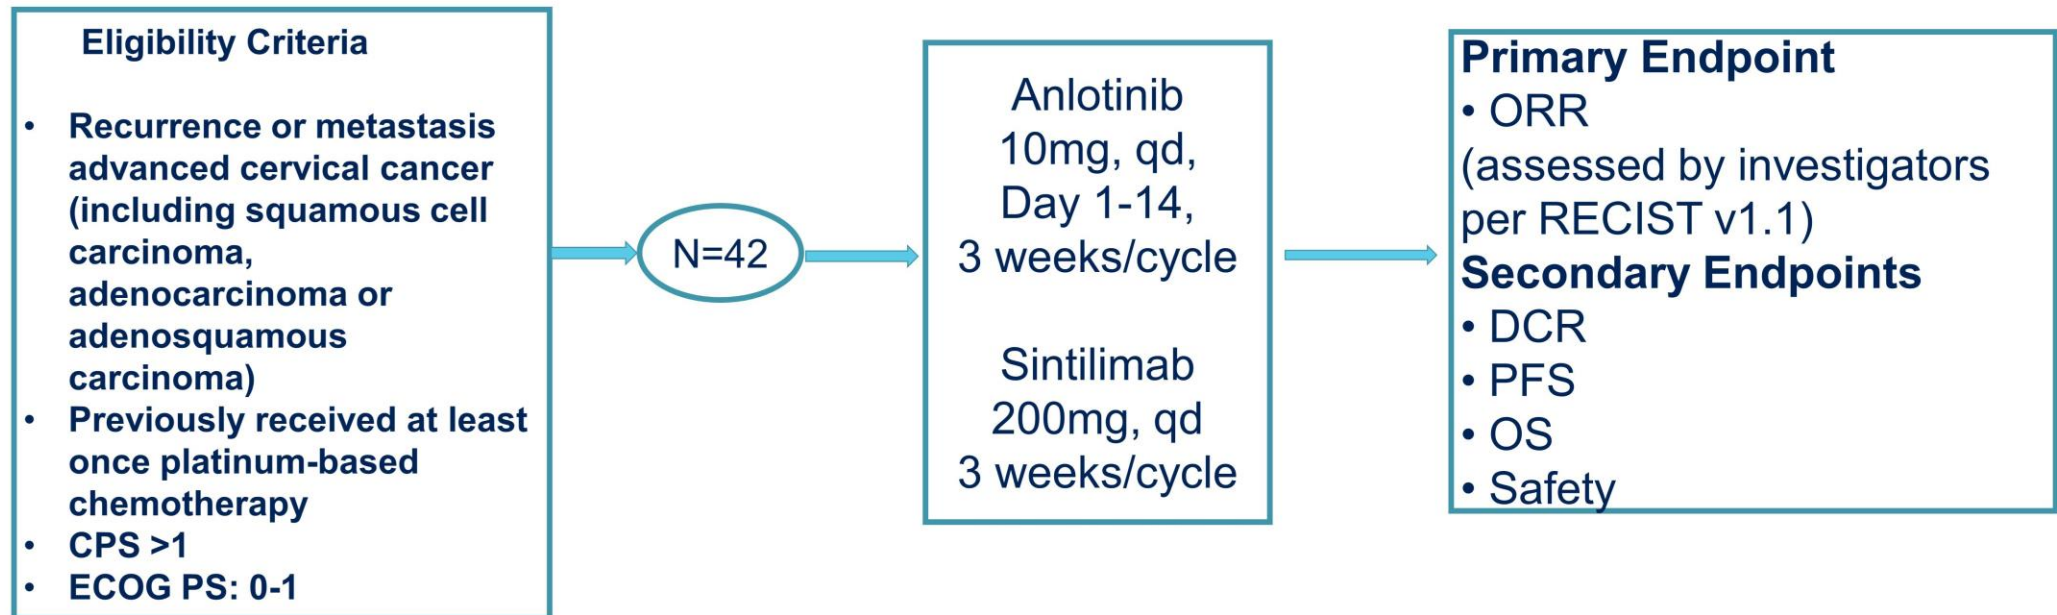 Eligibility Criteria
• Recurrence or metastasis
advanced cervical cancer
(including squamous cell
carcinoma,
adenocarcinoma or
adenosquamous
carcinoma)
• Previously received at least
once platinum-based
chemotherapy
• CPS >1
• ECOG PS: 0-1
N=42
Anlotinib
10mg, qd,
Day 1-14,
3 weeks/cycle
Sintilimab
200mg, qd
3 weeks/cycle
Primary Endpoint
• ORR
(assessed by investigators
per RECIST v1.1)
Secondary Endpoints
• DCR
• PFS
• OS
• Safety